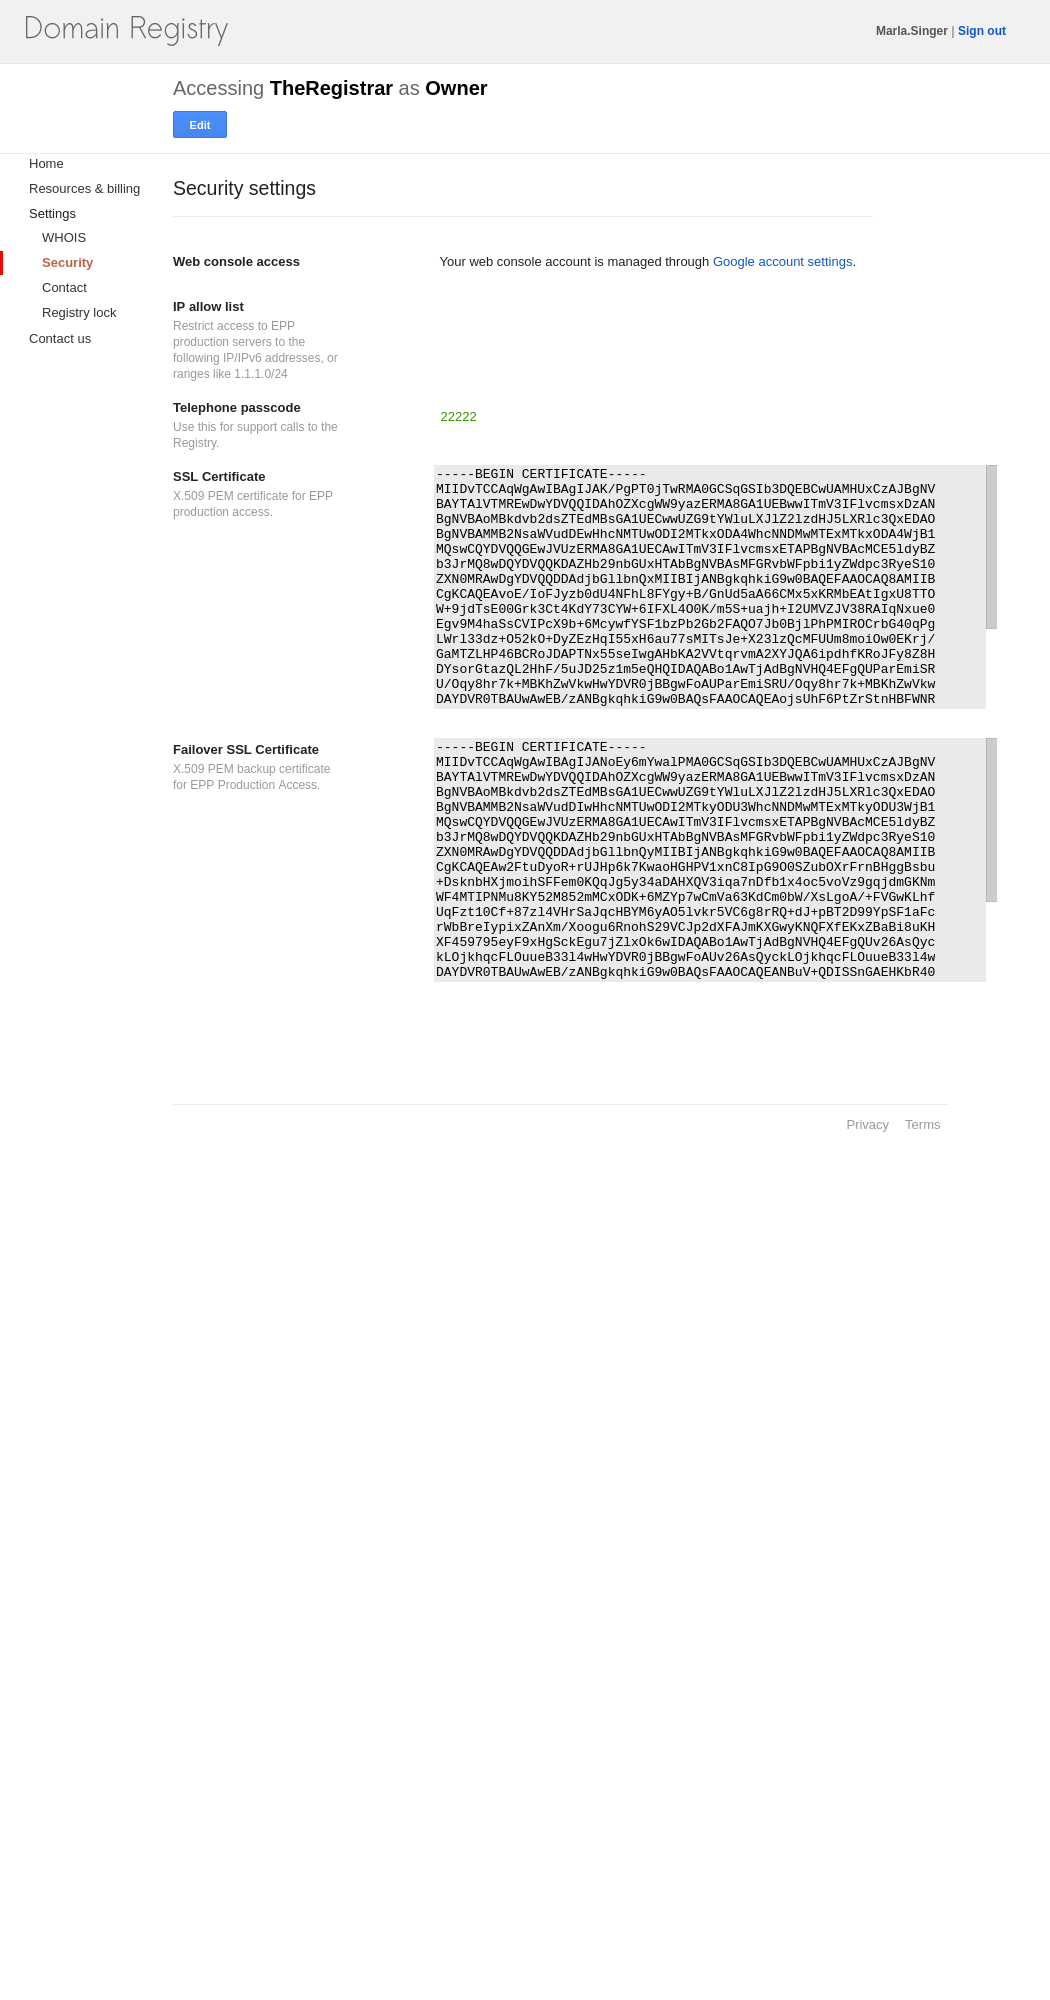 Domain Registry
Marla.Singer | Sign out
Accessing TheRegistrar as Owner
Edit
Home
Resources & billing
Settings
WHOIS
Security
Contact
Registry lock
Contact us
Security settings
Web console access
Your web console account is managed through Google account settings.
IP allow list
Restrict access to EPP
production servers to the
following IP/IPv6 addresses, or
ranges like 1.1.1.0/24
Telephone passcode
Use this for support calls to the
Registry.
22222
SSL Certificate
X.509 PEM certificate for EPP
production access.
-----BEGIN CERTIFICATE-----
MIIDvTCCAqWgAwIBAgIJAK/PgPT0jTwRMA0GCSqGSIb3DQEBCwUAMHUxCzAJBgNV
BAYTAlVTMREwDwYDVQQIDAhOZXcgWW9yazERMA8GA1UEBwwITmV3IFlvcmsxDzAN
BgNVBAoMBkdvb2dsZTEdMBsGA1UECwwUZG9tYWluLXJlZ2lzdHJ5LXRlc3QxEDAO
BgNVBAMMB2NsaWVudDEwHhcNMTUwODI2MTkxODA4WhcNNDMwMTExMTkxODA4WjB1
MQswCQYDVQQGEwJVUzERMA8GA1UECAwITmV3IFlvcmsxETAPBgNVBAcMCE5ldyBZ
b3JrMQ8wDQYDVQQKDAZHb29nbGUxHTAbBgNVBAsMFGRvbWFpbi1yZWdpc3RyeS10
ZXN0MRAwDgYDVQQDDAdjbGllbnQxMIIBIjANBgkqhkiG9w0BAQEFAAOCAQ8AMIIB
CgKCAQEAvoE/IoFJyzb0dU4NFhL8FYgy+B/GnUd5aA66CMx5xKRMbEAtIgxU8TTO
W+9jdTsE00Grk3Ct4KdY73CYW+6IFXL4O0K/m5S+uajh+I2UMVZJV38RAIqNxue0
Egv9M4haSsCVIPcX9b+6McywfYSF1bzPb2Gb2FAQO7Jb0BjlPhPMIROCrbG40qPg
LWrl33dz+O52kO+DyZEzHqI55xH6au77sMITsJe+X23lzQcMFUUm8moiOw0EKrj/
GaMTZLHP46BCRoJDAPTNx55seIwgAHbKA2VVtqrvmA2XYJQA6ipdhfKRoJFy8Z8H
DYsorGtazQL2HhF/5uJD25z1m5eQHQIDAQABo1AwTjAdBgNVHQ4EFgQUParEmiSR
U/Oqy8hr7k+MBKhZwVkwHwYDVR0jBBgwFoAUParEmiSRU/Oqy8hr7k+MBKhZwVkw
DAYDVR0TBAUwAwEB/zANBgkqhkiG9w0BAQsFAAOCAQEAojsUhF6PtZrStnHBFWNR
Failover SSL Certificate
X.509 PEM backup certificate
for EPP Production Access.
-----BEGIN CERTIFICATE-----
MIIDvTCCAqWgAwIBAgIJANoEy6mYwalPMA0GCSqGSIb3DQEBCwUAMHUxCzAJBgNV
BAYTAlVTMREwDwYDVQQIDAhOZXcgWW9yazERMA8GA1UEBwwITmV3IFlvcmsxDzAN
BgNVBAoMBkdvb2dsZTEdMBsGA1UECwwUZG9tYWluLXJlZ2lzdHJ5LXRlc3QxEDAO
BgNVBAMMB2NsaWVudDIwHhcNMTUwODI2MTkyODU3WhcNNDMwMTExMTkyODU3WjB1
MQswCQYDVQQGEwJVUzERMA8GA1UECAwITmV3IFlvcmsxETAPBgNVBAcMCE5ldyBZ
b3JrMQ8wDQYDVQQKDAZHb29nbGUxHTAbBgNVBAsMFGRvbWFpbi1yZWdpc3RyeS10
ZXN0MRAwDgYDVQQDDAdjbGllbnQyMIIBIjANBgkqhkiG9w0BAQEFAAOCAQ8AMIIB
CgKCAQEAw2FtuDyoR+rUJHp6k7KwaoHGHPV1xnC8IpG9O0SZubOXrFrnBHggBsbu
+DsknbHXjmoihSFFem0KQqJg5y34aDAHXQV3iqa7nDfb1x4oc5voVz9gqjdmGKNm
WF4MTIPNMu8KY52M852mMCxODK+6MZYp7wCmVa63KdCm0bW/XsLgoA/+FVGwKLhf
UqFzt10Cf+87zl4VHrSaJqcHBYM6yAO5lvkr5VC6g8rRQ+dJ+pBT2D99YpSF1aFc
rWbBreIypixZAnXm/Xoogu6RnohS29VCJp2dXFAJmKXGwyKNQFXfEKxZBaBi8uKH
XF459795eyF9xHgSckEgu7jZlxOk6wIDAQABo1AwTjAdBgNVHQ4EFgQUv26AsQyc
kLOjkhqcFLOuueB33l4wHwYDVR0jBBgwFoAUv26AsQyckLOjkhqcFLOuueB33l4w
DAYDVR0TBAUwAwEB/zANBgkqhkiG9w0BAQsFAAOCAQEANBuV+QDISSnGAEHKbR40
Privacy Terms